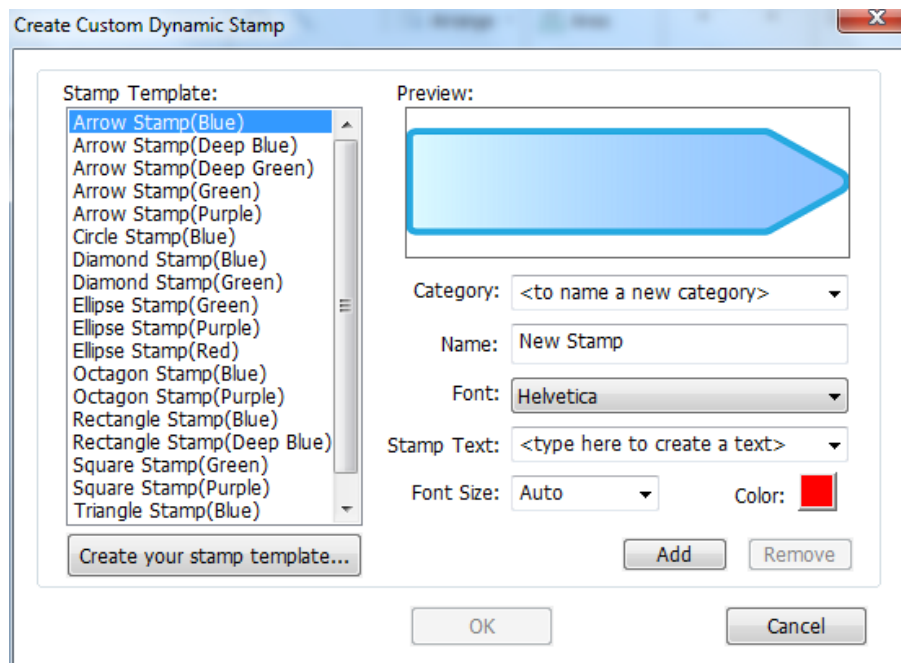 Create Custom Dynamic Stamp
Stamp Template:
Arrow Stamp(Blue)
Arrow Stamp(Deep Blue)
Arrow Stamp(Deep Green)
Arrow Stamp(Green)
Arrow Stamp(Purple)
Circle Stamp(Blue)
Diamond Stamp(Blue)
Diamond Stamp(Green)
Ellipse Stamp(Green)
Ellipse Stamp(Purple)
Ellipse Stamp(Red)
Octagon Stamp(Blue)
Octagon Stamp(Purple)
Rectangle Stamp(Blue)
Rectangle Stamp(Deep Blue)
Square Stamp(Green)
Square Stamp(Purple)
Triangle Stamp(Blue)
Create your stamp template...
Preview:
Category: <to name a new category>
Name: New Stamp
Font: Helvetica
Stamp Text: <type here to create a text>
Font Size: Auto Color:
Add Remove
OK Cancel